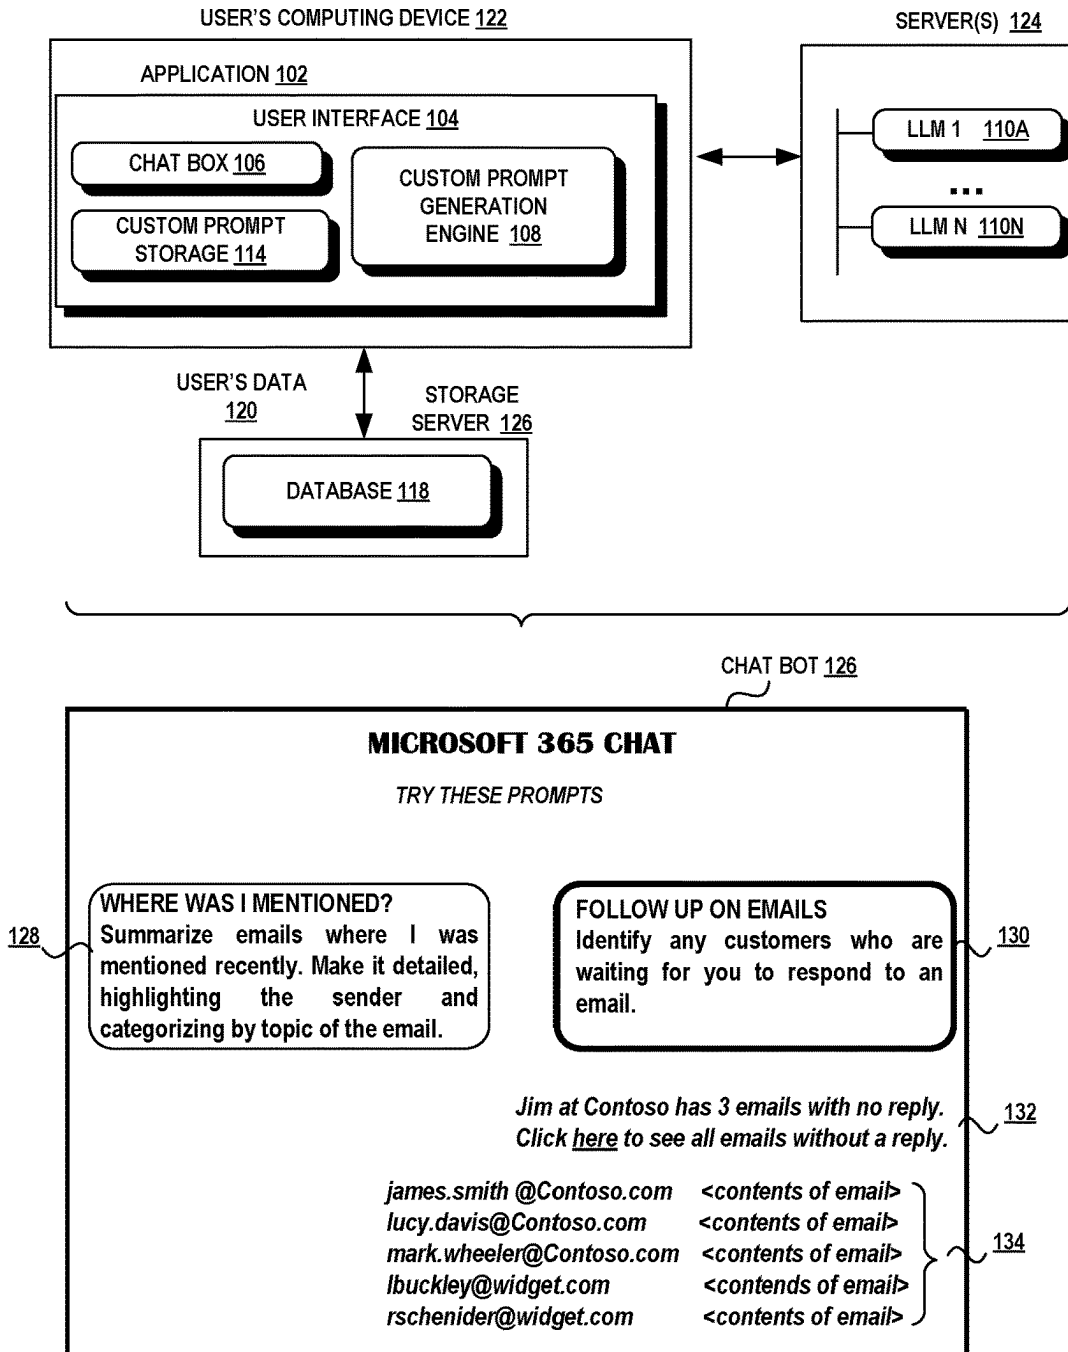 USER'S COMPUTING DEVICE 122
SERVER(S) 124
APPLICATION 102
USER INTERFACE 104
CHAT BOX 106
CUSTOM PROMPT
STORAGE 114
CUSTOM PROMPT
GENERATION
ENGINE 108
LLM 1 110A
...
LLM N 110N
USER'S DATA
120
STORAGE
SERVER 126
DATABASE 118
CHAT BOT 126
MICROSOFT 365 CHAT
TRY THESE PROMPTS
128
WHERE WAS I MENTIONED?
Summarize emails where I was
mentioned recently. Make it detailed,
highlighting the sender and
categorizing by topic of the email.
FOLLOW UP ON EMAILS
Identify any customers who are
waiting for you to respond to an
email.
130
Jim at Contoso has 3 emails with no reply.
Click here to see all emails without a reply.
132
james.smith @Contoso.com <contents of email>
lucy.davis@Contoso.com <contents of email>
mark.wheeler@Contoso.com <contents of email>
lbuckley@widget.com <contends of email>
rschenider@widget.com <contents of email>
134